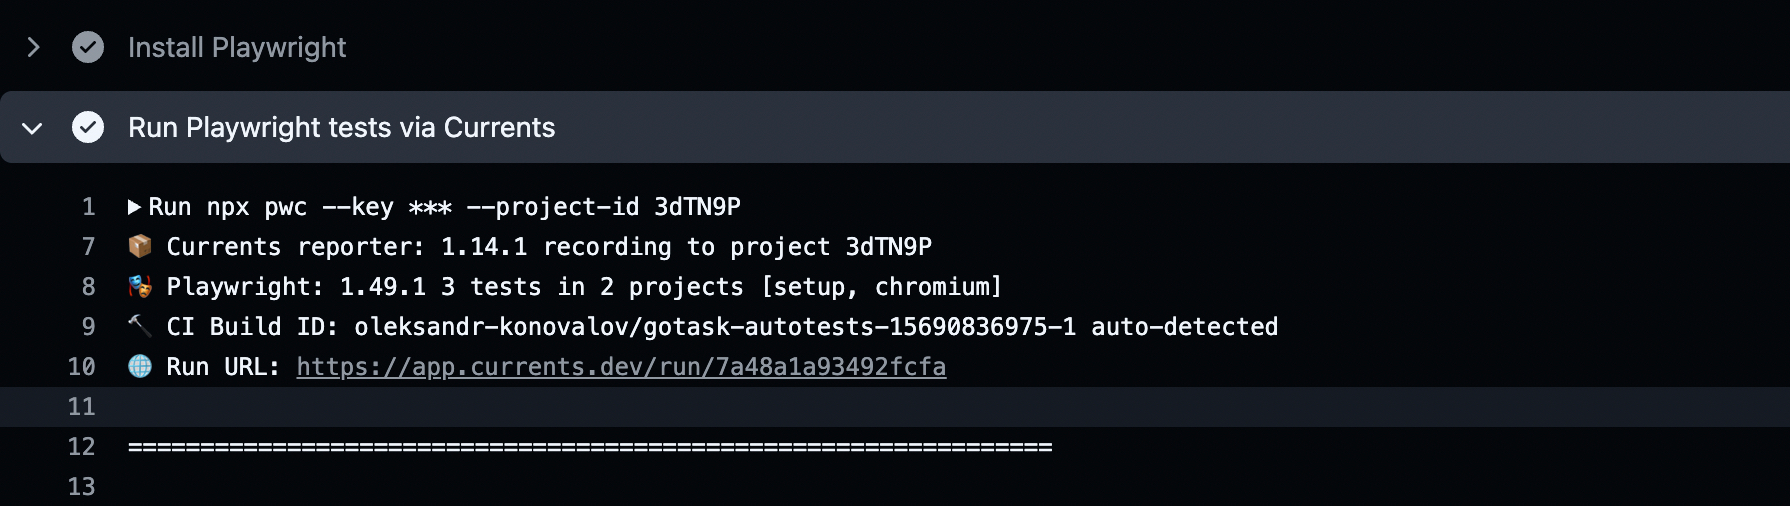 Install Playwright
Run Playwright tests via Currents
1 ▶Run npx pwc --key *** --project-id 3dTN9P
7 📦 Currents reporter: 1.14.1 recording to project 3dTN9P
8 🎭 Playwright: 1.49.1 3 tests in 2 projects [setup, chromium]
9 🔨 CI Build ID: oleksandr-konovalov/gotask-autotests-15690836975-1 auto-detected
10 🌐 Run URL: https://app.currents.dev/run/7a48a1a93492fcfa
11
12 ================================================================
13